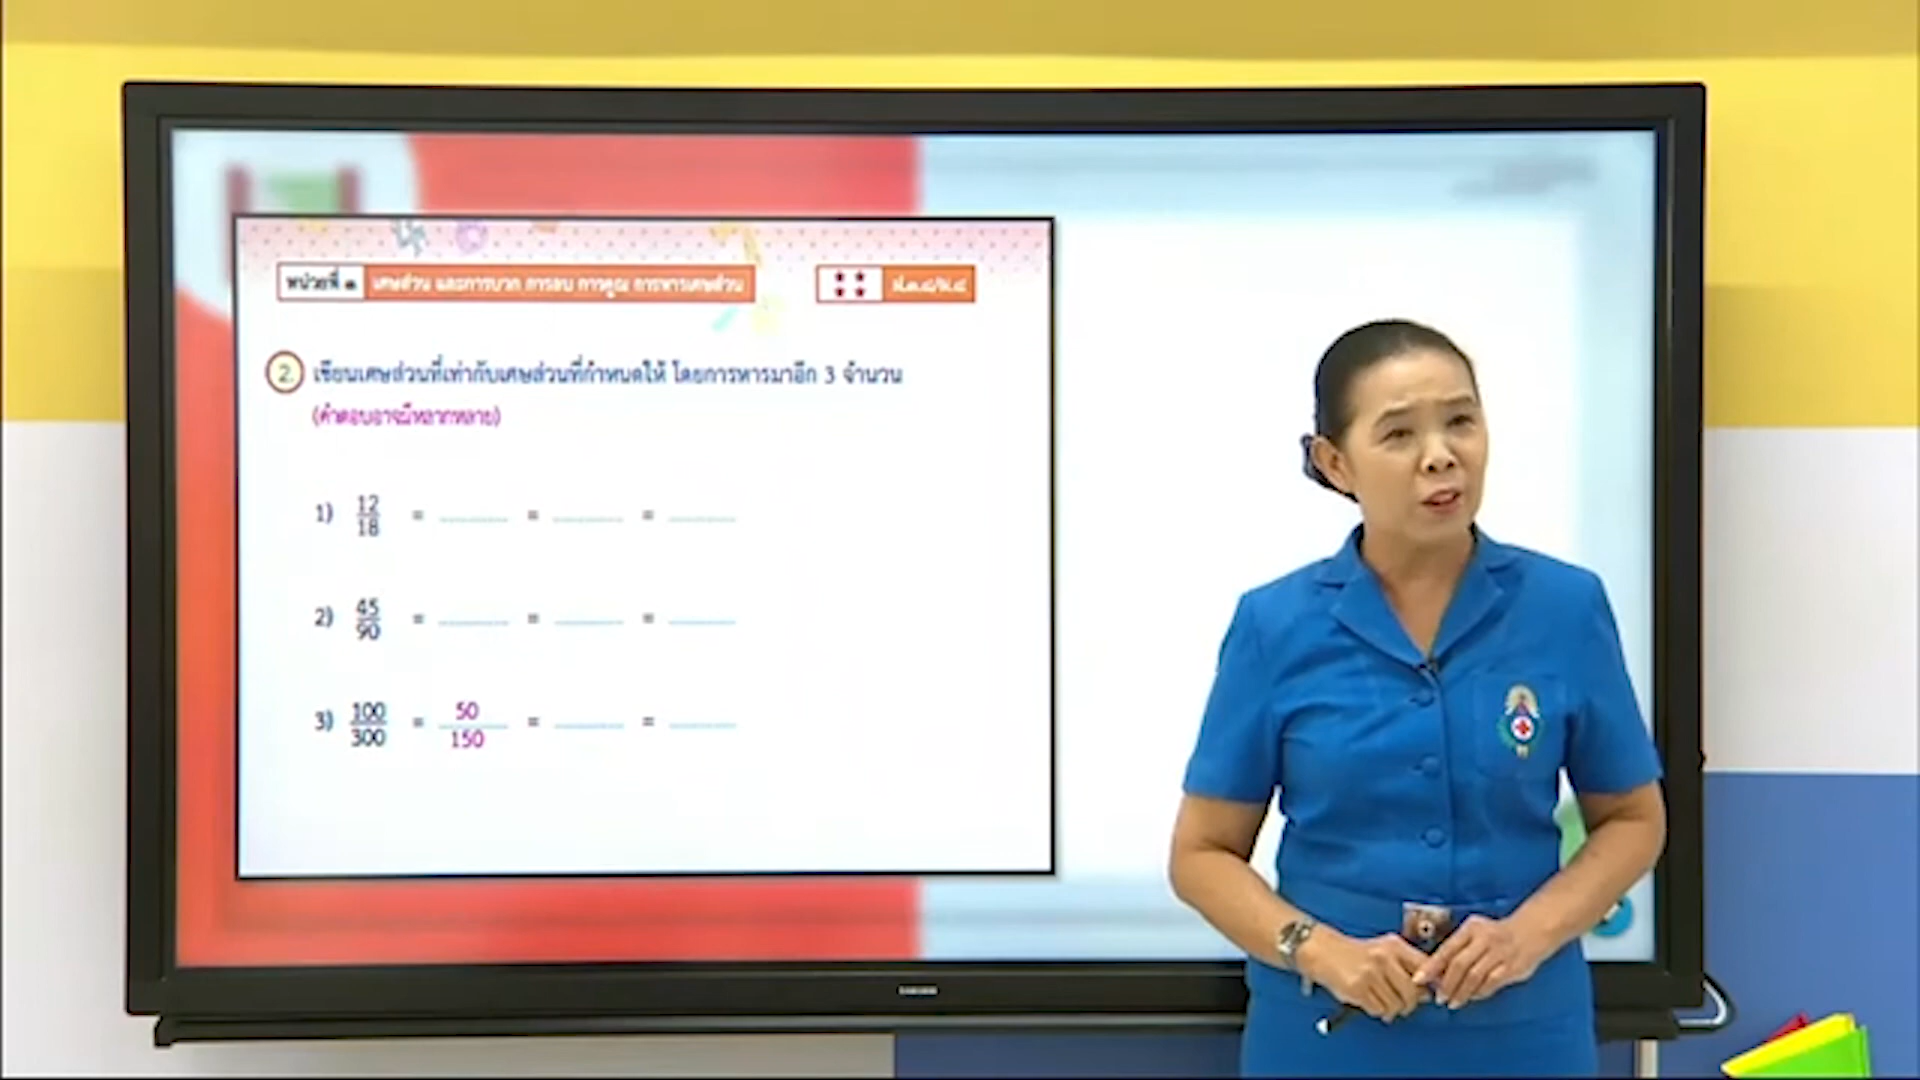 หน่วยที่ ๑ เศษส่วน และการบวก การลบ การคูณ การหารเศษส่วน
2. เขียนเศษส่วนที่เท่ากับเศษส่วนที่กำหนดให้ โดยการหารมาอีก 3 จำนวน
(คำตอบอาจมีหลากหลาย)
1) 12/18 = ........ = ........ = ........
2) 45/90 = ........ = ........ = ........
3) 100/300 = 50/150 = ........ = ........